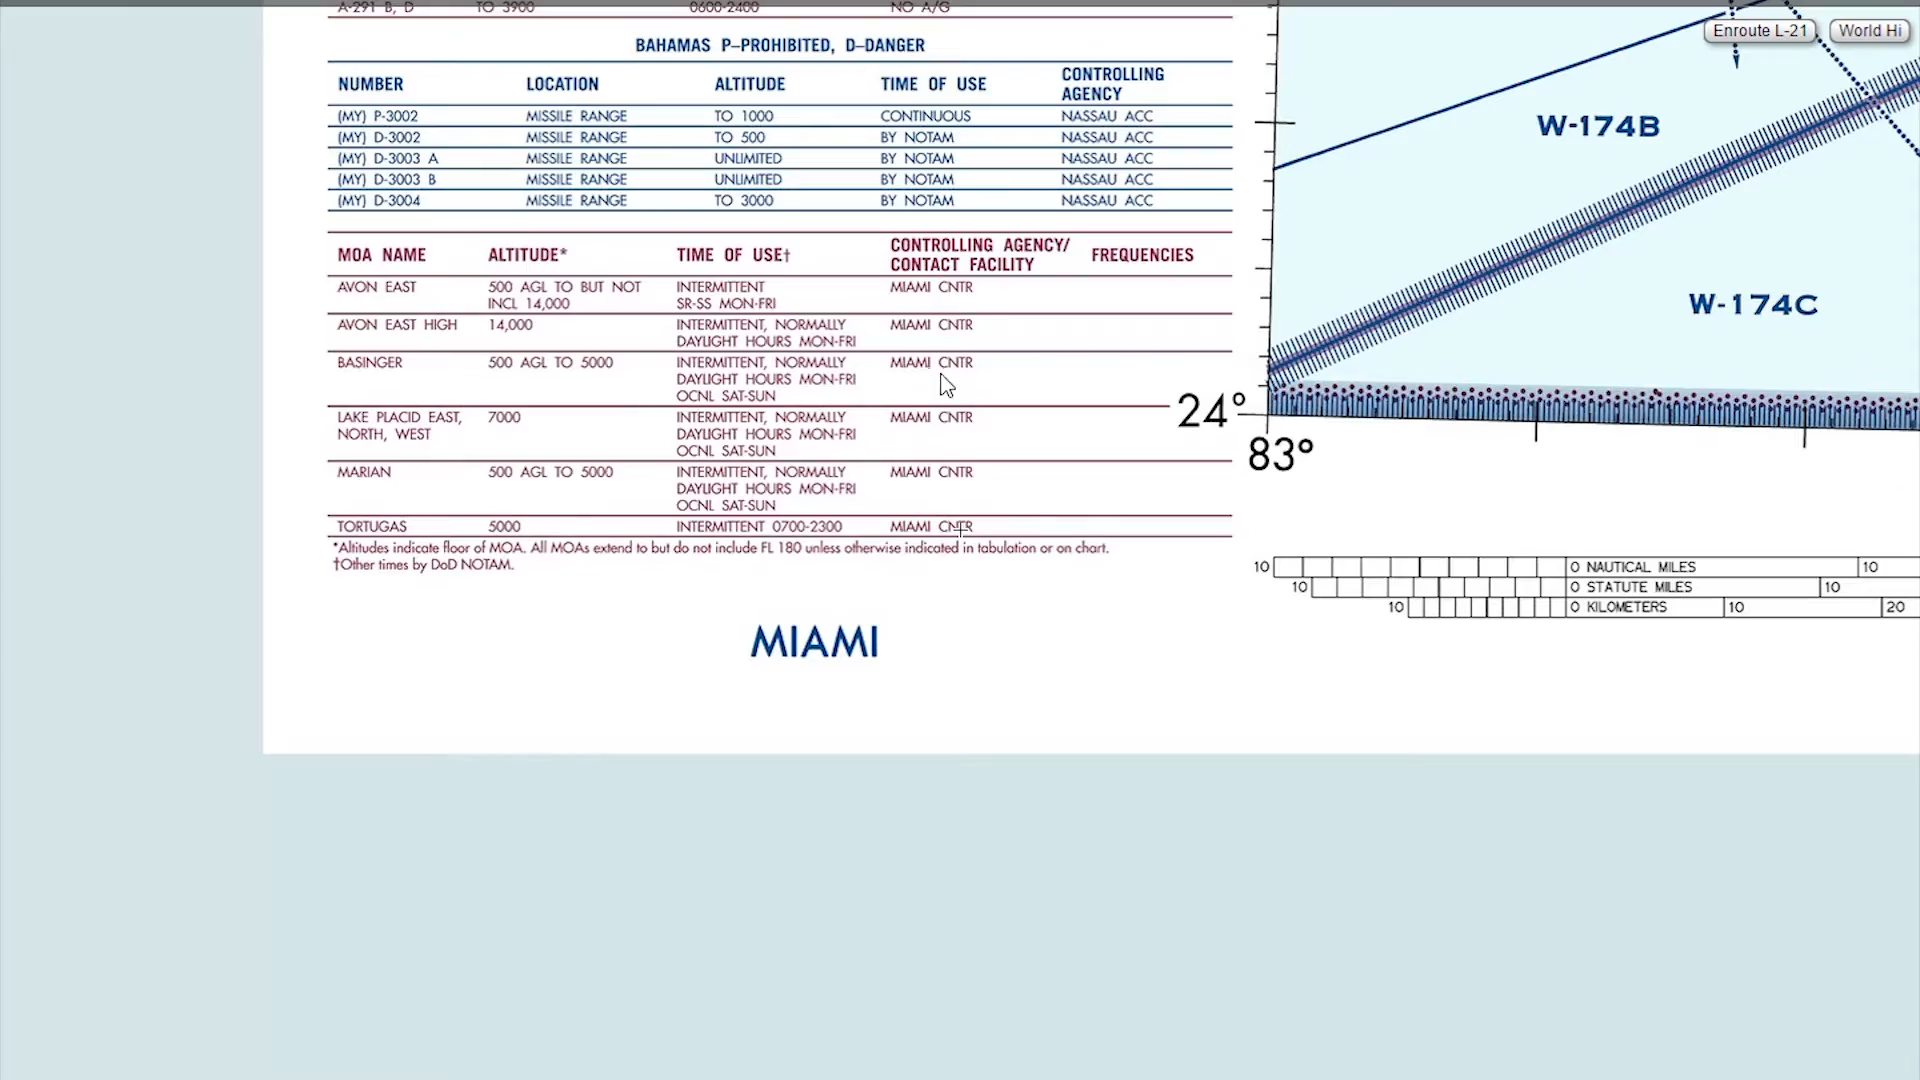 A-291 B, D TO 3900 0600-2400 NO A/G
Enroute L-21 World Hi
BAHAMAS P–PROHIBITED, D–DANGER
NUMBER LOCATION ALTITUDE TIME OF USE CONTROLLING AGENCY
(MY) P-3002 MISSILE RANGE TO 1000 CONTINUOUS NASSAU ACC
(MY) D-3002 MISSILE RANGE TO 500 BY NOTAM NASSAU ACC
(MY) D-3003 A MISSILE RANGE UNLIMITED BY NOTAM NASSAU ACC
(MY) D-3003 B MISSILE RANGE UNLIMITED BY NOTAM NASSAU ACC
(MY) D-3004 MISSILE RANGE TO 3000 BY NOTAM NASSAU ACC
MOA NAME ALTITUDE* TIME OF USE† CONTROLLING AGENCY/ CONTACT FACILITY FREQUENCIES
AVON EAST 500 AGL TO BUT NOT INTERMITTENT MIAMI CNTR
INCL 14,000 SR-SS MON-FRI
AVON EAST HIGH 14,000 INTERMITTENT, NORMALLY MIAMI CNTR
DAYLIGHT HOURS MON-FRI
BASINGER 500 AGL TO 5000 INTERMITTENT, NORMALLY MIAMI CNTR
DAYLIGHT HOURS MON-FRI
OCNL SAT-SUN
LAKE PLACID EAST, 7000 INTERMITTENT, NORMALLY MIAMI CNTR
NORTH, WEST DAYLIGHT HOURS MON-FRI
OCNL SAT-SUN
MARIAN 500 AGL TO 5000 INTERMITTENT, NORMALLY MIAMI CNTR
DAYLIGHT HOURS MON-FRI
OCNL SAT-SUN
TORTUGAS 5000 INTERMITTENT 0700-2300 MIAMI CNTR
*Altitudes indicate floor of MOA. All MOAs extend to but do not include FL 180 unless otherwise indicated in tabulation or on chart.
†Other times by DoD NOTAM.
MIAMI
W-174B
W-174C
24°
83°
10 0 NAUTICAL MILES 10
10 0 STATUTE MILES 10
10 0 KILOMETERS 10 20